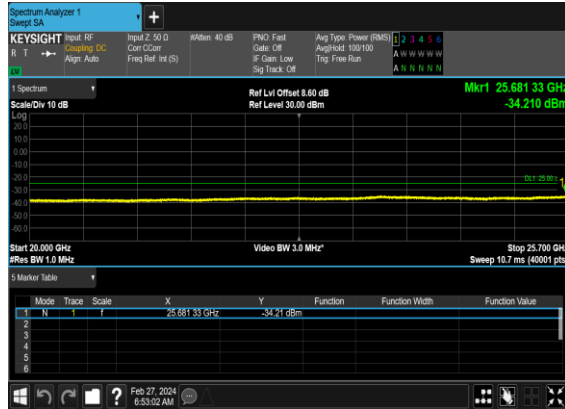 Spectrum Analyzer 1
Swept SA
+
KEYSIGHT Input: RF Input Z: 50 Ω #Atten: 40 dB PNO: Fast Avg Type: Power (RMS) 1 2 3 4 5 6
R T Coupling: DC Corr CCorr Gate: Off Avg|Hold: 100/100 A W W W W W
Align: Auto Freq Ref: Int (S) IF Gain: Low Trig: Free Run
Sig Track: Off A N N N N N
1 Spectrum Ref Lvl Offset 8.60 dB Mkr1 25.681 33 GHz
Scale/Div 10 dB Ref Level 30.00 dBm -34.210 dBm
Log
20.0
10.0
0.00
-10.0
-20.0
DL1 -25.00
-30.0
-40.0
-50.0
-60.0
Start 20.000 GHz Video BW 3.0 MHz* Stop 25.700 GH
#Res BW 1.0 MHz Sweep 10.7 ms (40001 pts
5 Marker Table
Mode Trace Scale X Y Function Function Width Function Value
1 N 1 f 25.681 33 GHz -34.21 dBm
2
3
4
5
6
? Feb 27, 2024
6:53:02 AM